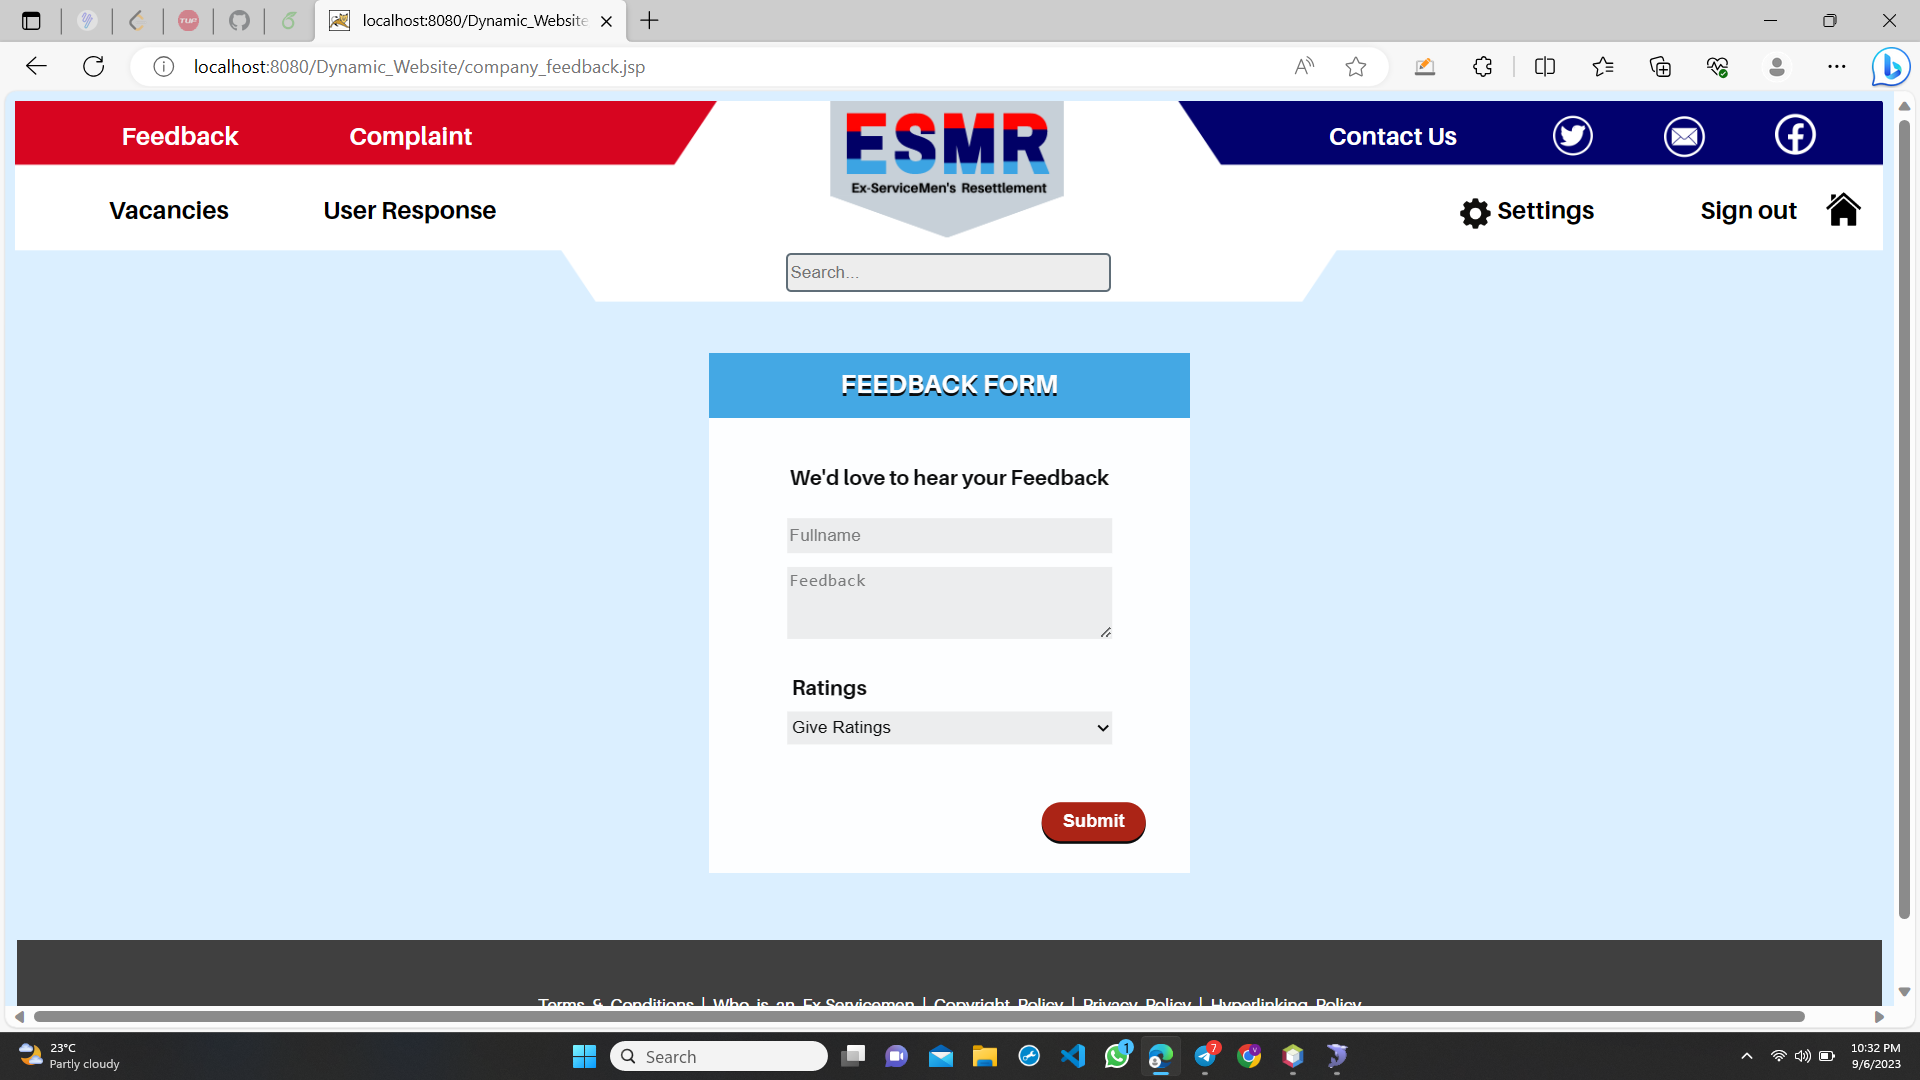 localhost:8080/Dynamic_Website
localhost:8080/Dynamic_Website/company_feedback.jsp
Feedback
Complaint
ESMR
Ex-ServiceMen's Resettlement
Contact Us
Vacancies
User Response
Settings
Sign out
Search...
FEEDBACK FORM
We'd love to hear your Feedback
Fullname
Feedback
Ratings
Give Ratings
Submit
Terms & Conditions | Who is an Ex Servicemen | Copyright Policy | Privacy Policy | Hyperlinking Policy
23°C
Partly cloudy
Search
1
7
10:32 PM
9/6/2023